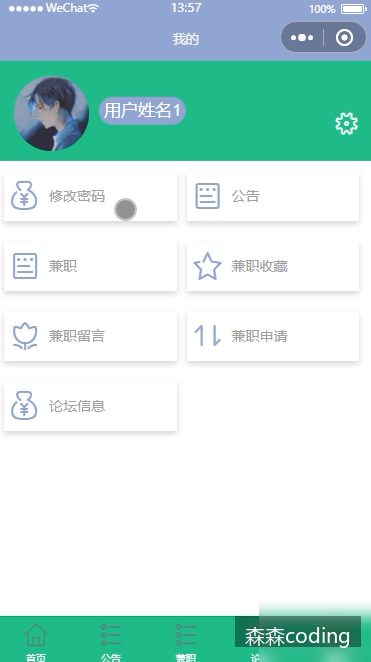 WeChat
13:57
100%
我的
用户姓名1
修改密码
公告
兼职
兼职收藏
兼职留言
兼职申请
论坛信息
首页
公告
兼职
森森coding